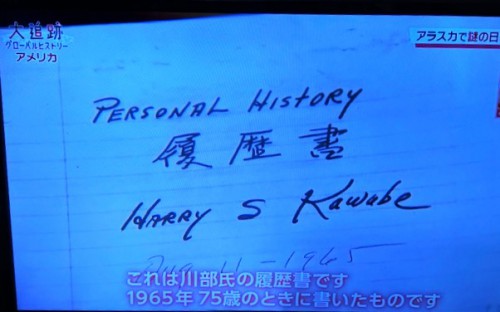 大追跡
グローバルヒストリー
アメリカ
アラスカで謎の日
PERSONAL HISTORY
履歴書
HARRY S Kawabe
11-1965
これは川部氏の履歴書です
1965年 75歳のときに書いたものです